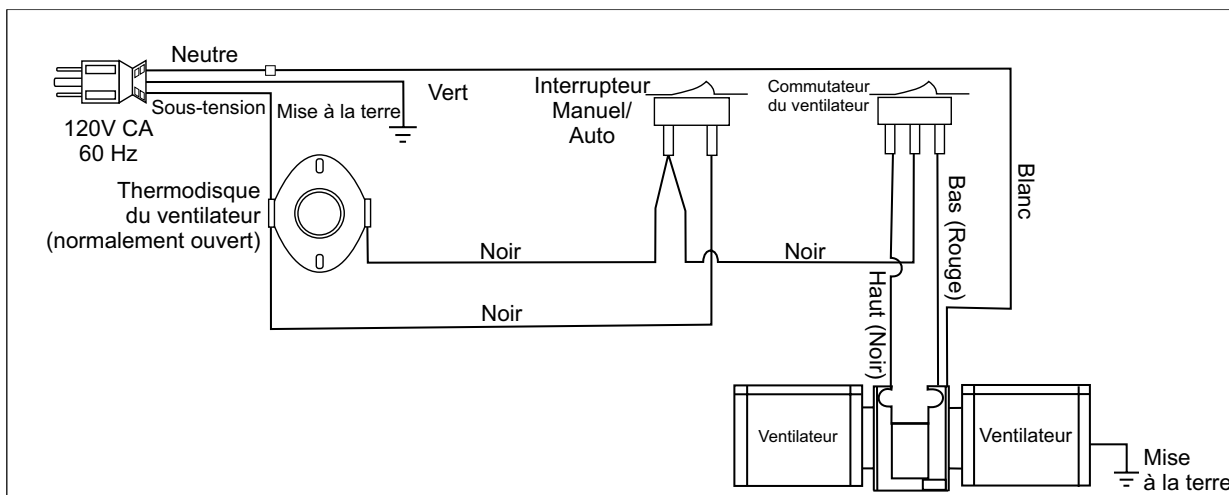 Neutre
Sous-tension
120V CA
60 Hz
Mise à la terre
Vert
Interrupteur
Manuel/
Auto
Commutateur
du ventilateur
Thermodisque
du ventilateur
(normalement ouvert)
Noir
Noir
Noir
Haut (Noir)
Bas (Rouge)
Blanc
Ventilateur
Ventilateur
Mise
à la terre